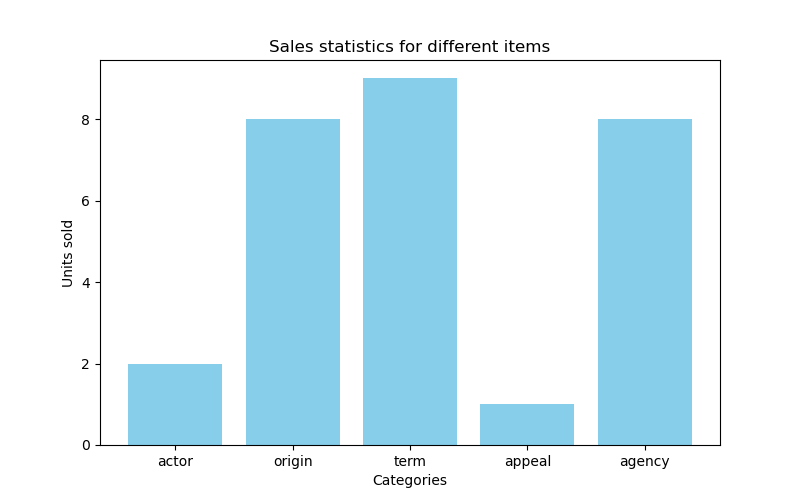 Sales statistics for different items
Units sold
8
6
4
2
0
actor origin term appeal agency
Categories